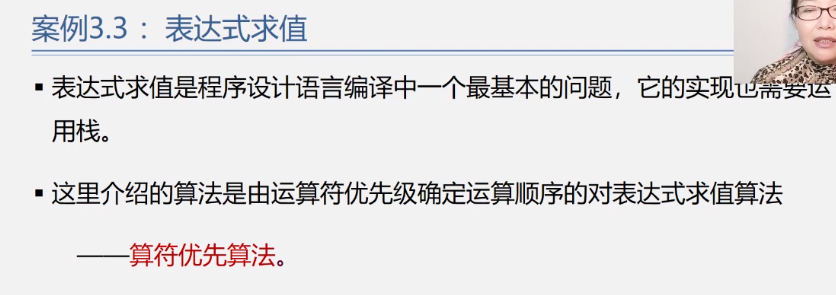 案例3.3 ：表达式求值
▪ 表达式求值是程序设计语言编译中一个最基本的问题，它的实现也需要运
用栈。
▪ 这里介绍的算法是由运算符优先级确定运算顺序的对表达式求值算法
——算符优先算法。